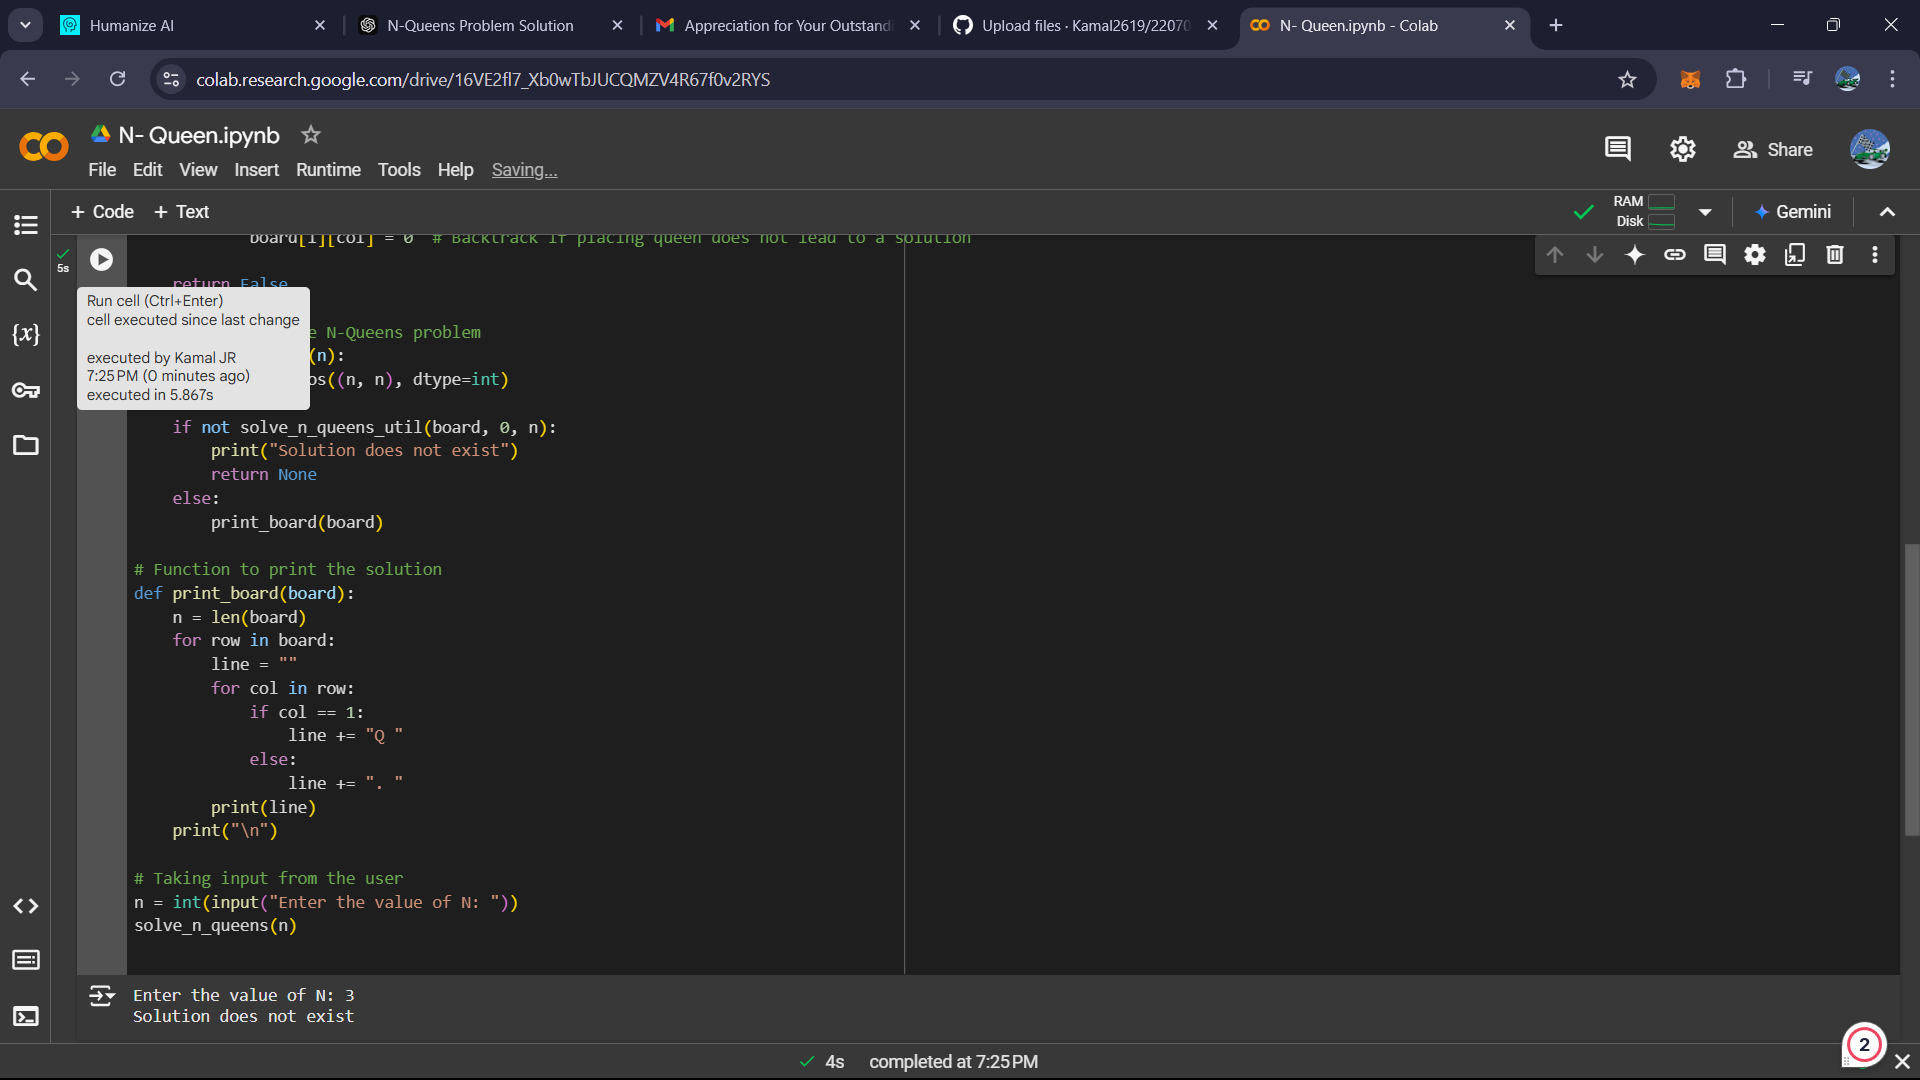 Humanize AI
N-Queens Problem Solution
Appreciation for Your Outstandi
Upload files · Kamal2619/22070
N- Queen.ipynb - Colab
colab.research.google.com/drive/16VE2fl7_Xb0wTbJUCQMZV4R67f0v2RYS
N- Queen.ipynb
File Edit View Insert Runtime Tools Help Saving...
Share
+ Code + Text
RAM
Disk
Gemini
board[i][col] = 0  # Backtrack if placing queen does not lead to a solution
5s
return False
Run cell (Ctrl+Enter)
cell executed since last change
executed by Kamal JR
7:25 PM (0 minutes ago)
executed in 5.867s
e N-Queens problem
(n):
os((n, n), dtype=int)
if not solve_n_queens_util(board, 0, n):
print("Solution does not exist")
return None
else:
print_board(board)
# Function to print the solution
def print_board(board):
n = len(board)
for row in board:
line = ""
for col in row:
if col == 1:
line += "Q "
else:
line += ". "
print(line)
print("\n")
# Taking input from the user
n = int(input("Enter the value of N: "))
solve_n_queens(n)
Enter the value of N: 3
Solution does not exist
4s completed at 7:25 PM
2